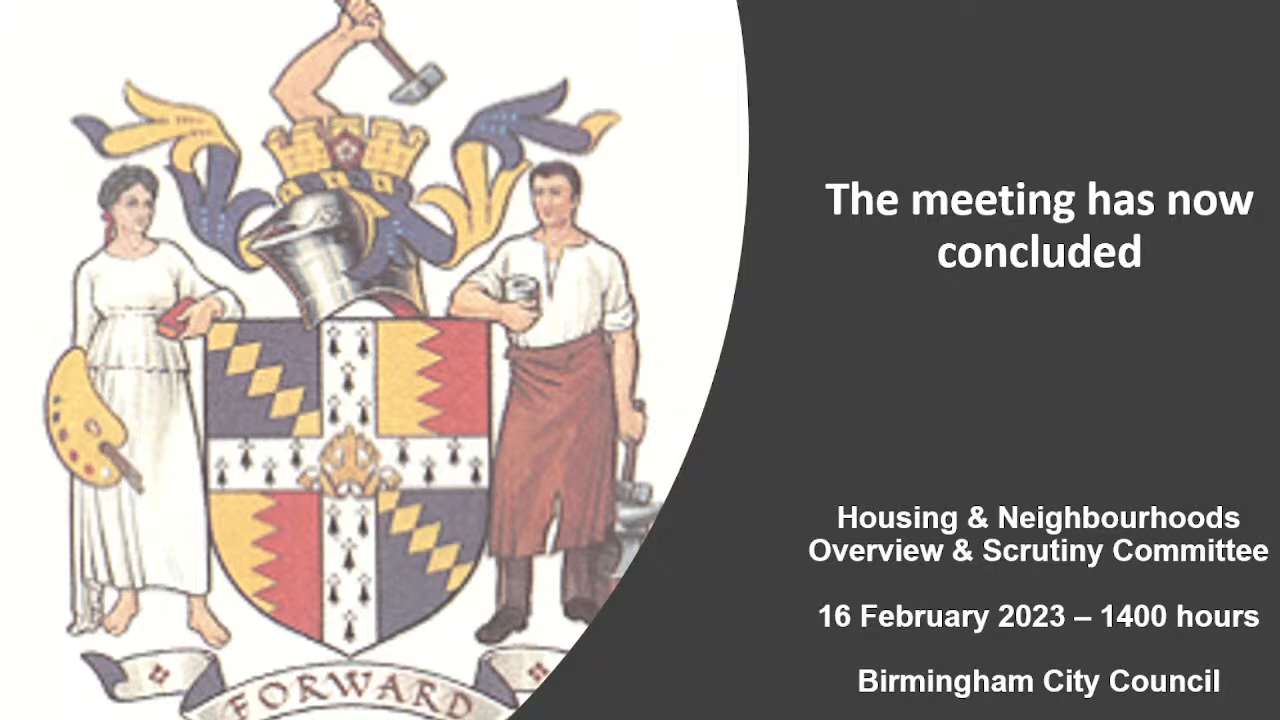 The meeting has now
concluded
Housing & Neighbourhoods
Overview & Scrutiny Committee
16 February 2023 – 1400 hours
Birmingham City Council
FORWARD